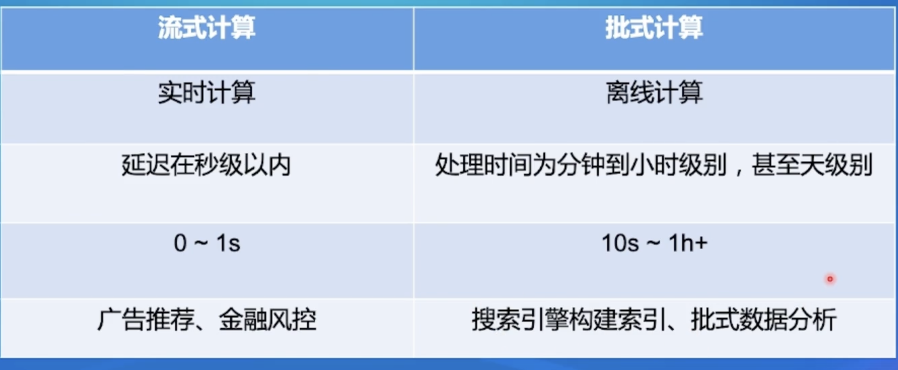 流式计算 批式计算
实时计算 离线计算
延迟在秒级以内 处理时间为分钟到小时级别，甚至天级别
0 ~ 1s 10s ~ 1h+
广告推荐、金融风控 搜索引擎构建索引、批式数据分析